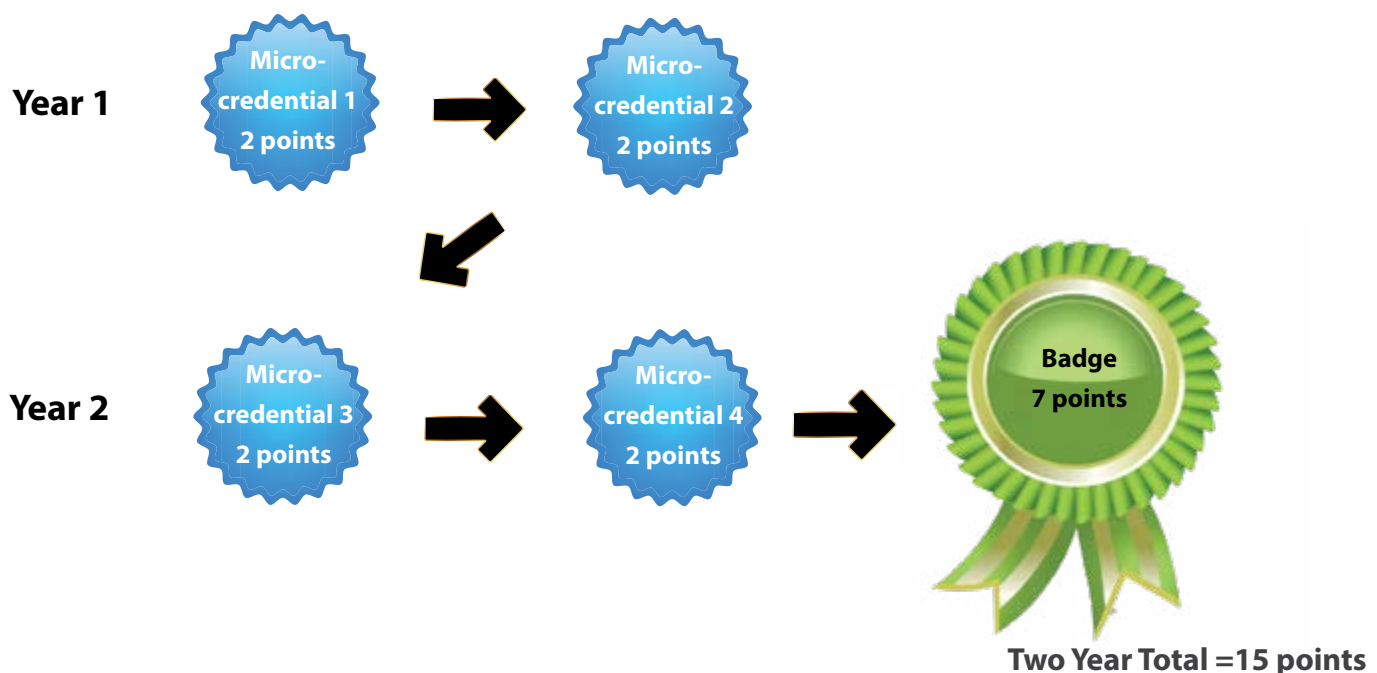 Year 1
Micro-
credential 1
2 points
Micro-
credential 2
2 points
Year 2
Micro-
credential 3
2 points
Micro-
credential 4
2 points
Badge
7 points
Two Year Total =15 points